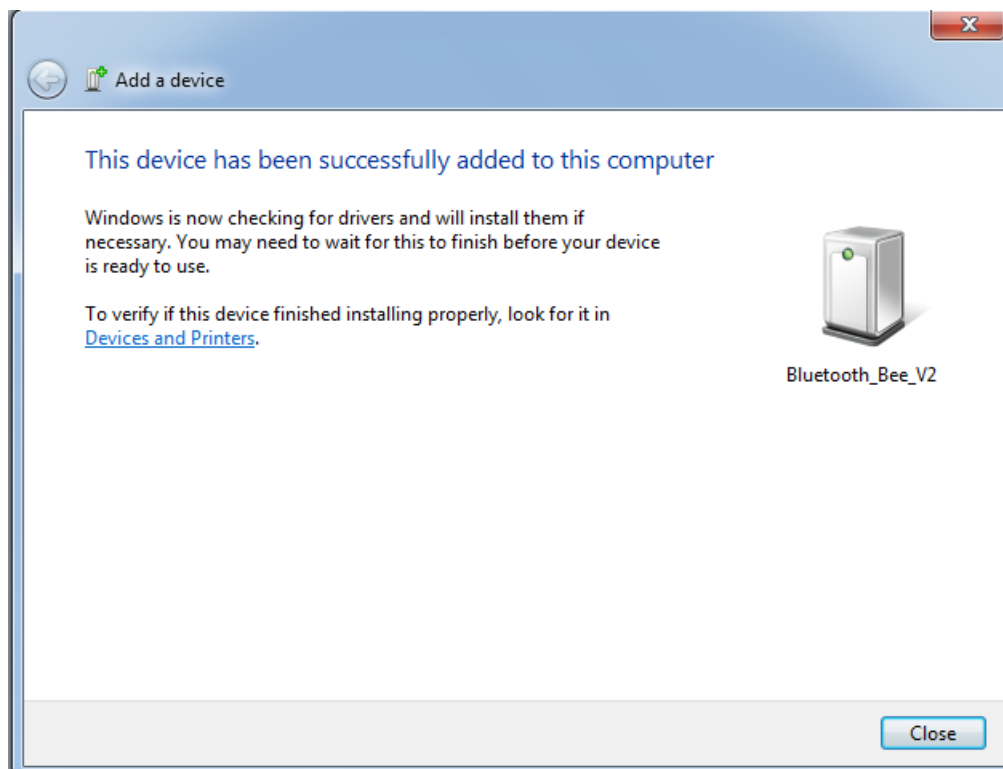 Add a device
This device has been successfully added to this computer
Windows is now checking for drivers and will install them if
necessary. You may need to wait for this to finish before your device
is ready to use.
To verify if this device finished installing properly, look for it in
Devices and Printers.
Bluetooth_Bee_V2
Close